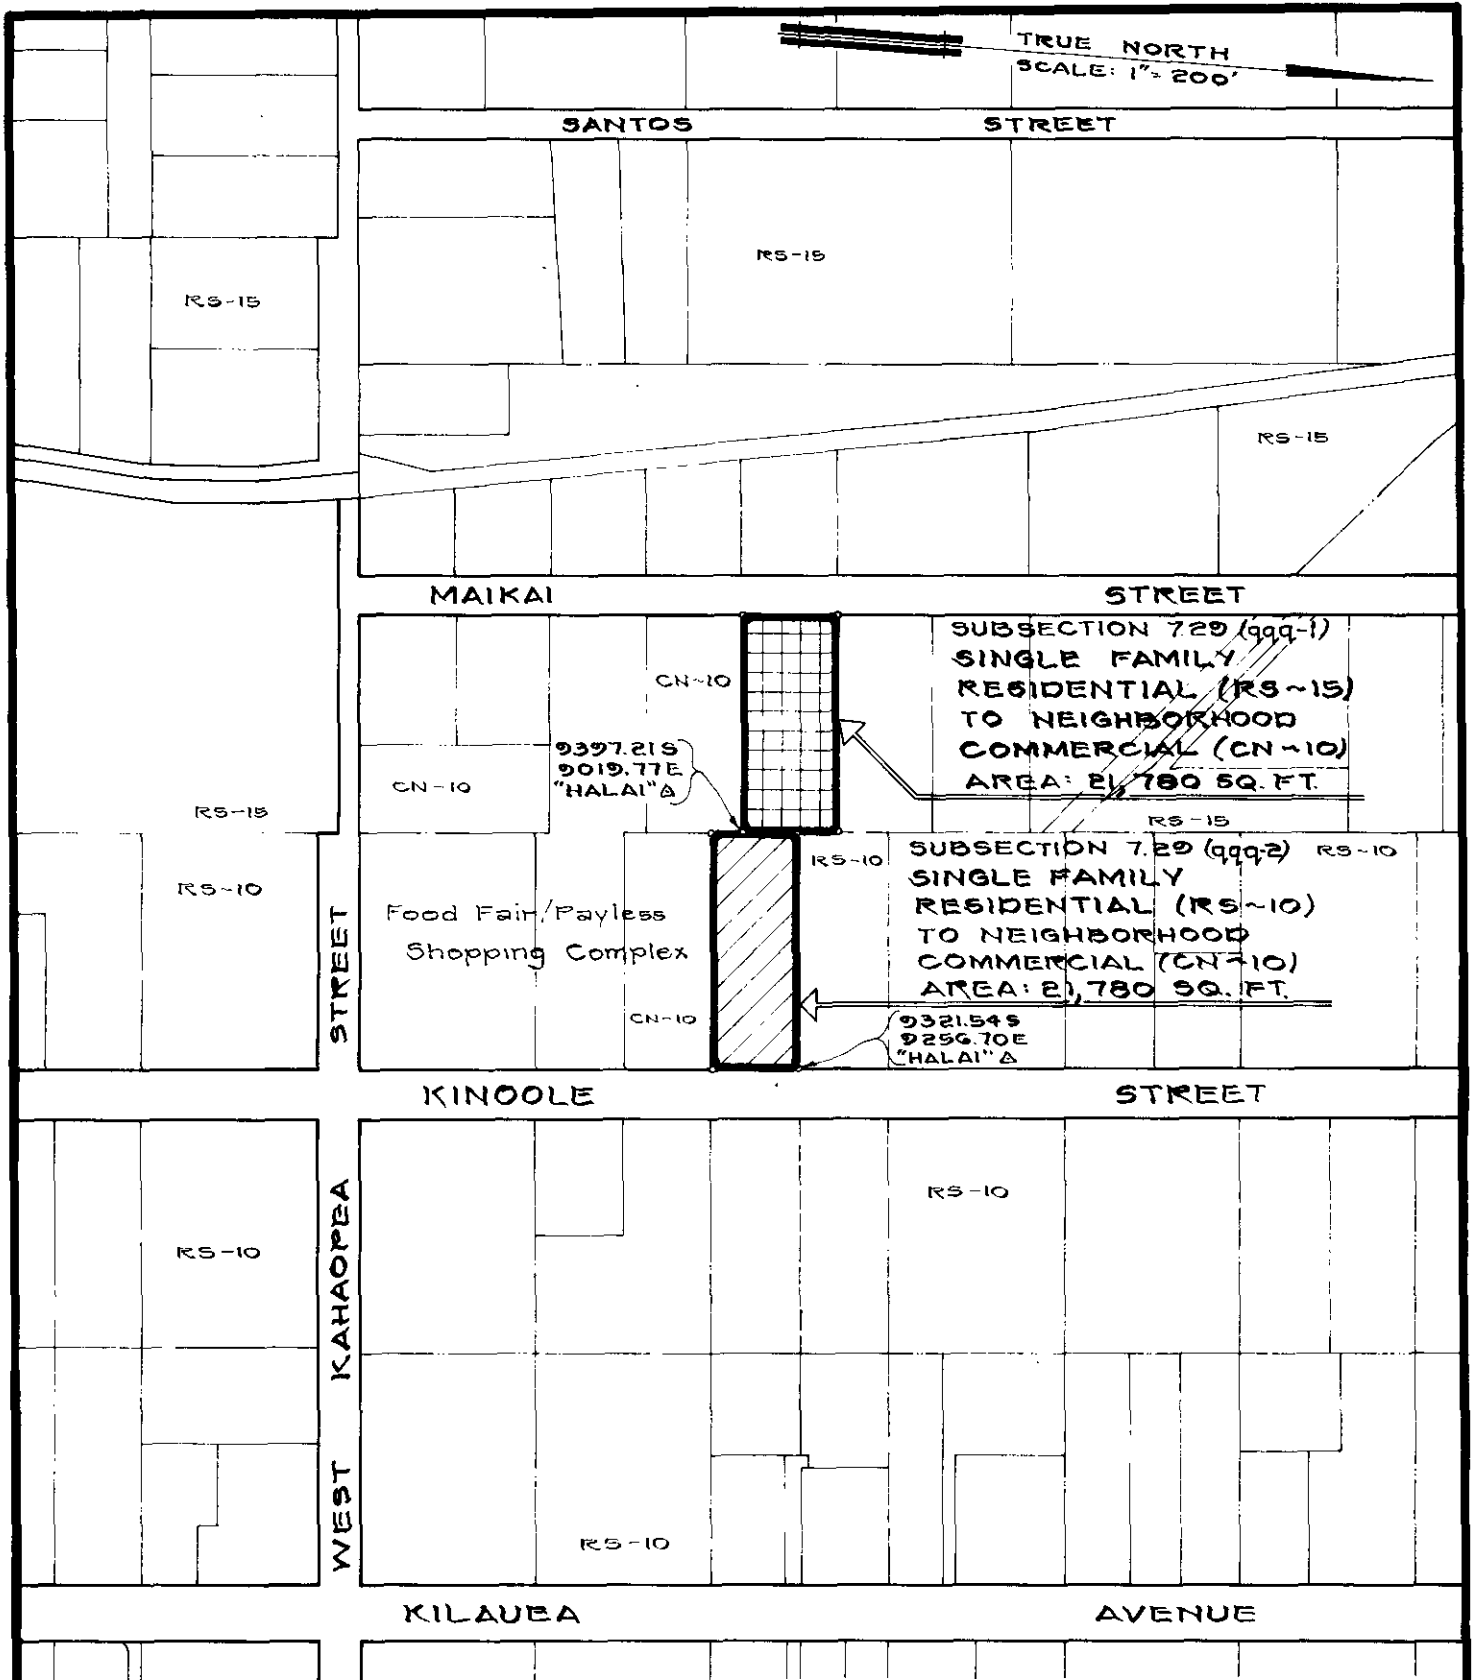 TRUE NORTH
SCALE: 1"= 200'
SANTOS STREET
RS-15
RS-15
RS-15
MAIKAI STREET
SUBSECTION 7.29 (qqq-1)
SINGLE FAMILY
RESIDENTIAL (RS~15)
TO NEIGHBORHOOD
COMMERCIAL (CN~10)
AREA: 21,780 SQ. FT.
CN~10
9397.21S
9019.77E
"HALAI" Δ
CN-10
RS-15
RS-15
RS-10
SUBSECTION 7.29 (qqq-2)
SINGLE FAMILY
RESIDENTIAL (RS~10)
TO NEIGHBORHOOD
COMMERCIAL (CN~10)
AREA: 21,780 SQ. FT.
RS-10
RS-10
Food Fair/Payless
Shopping Complex
CN-10
9321.54S
9256.70E
"HALAI" Δ
KINOOLE STREET
WEST KAHAOPEA STREET
RS-10
RS-10
RS-10
KILAUEA AVENUE